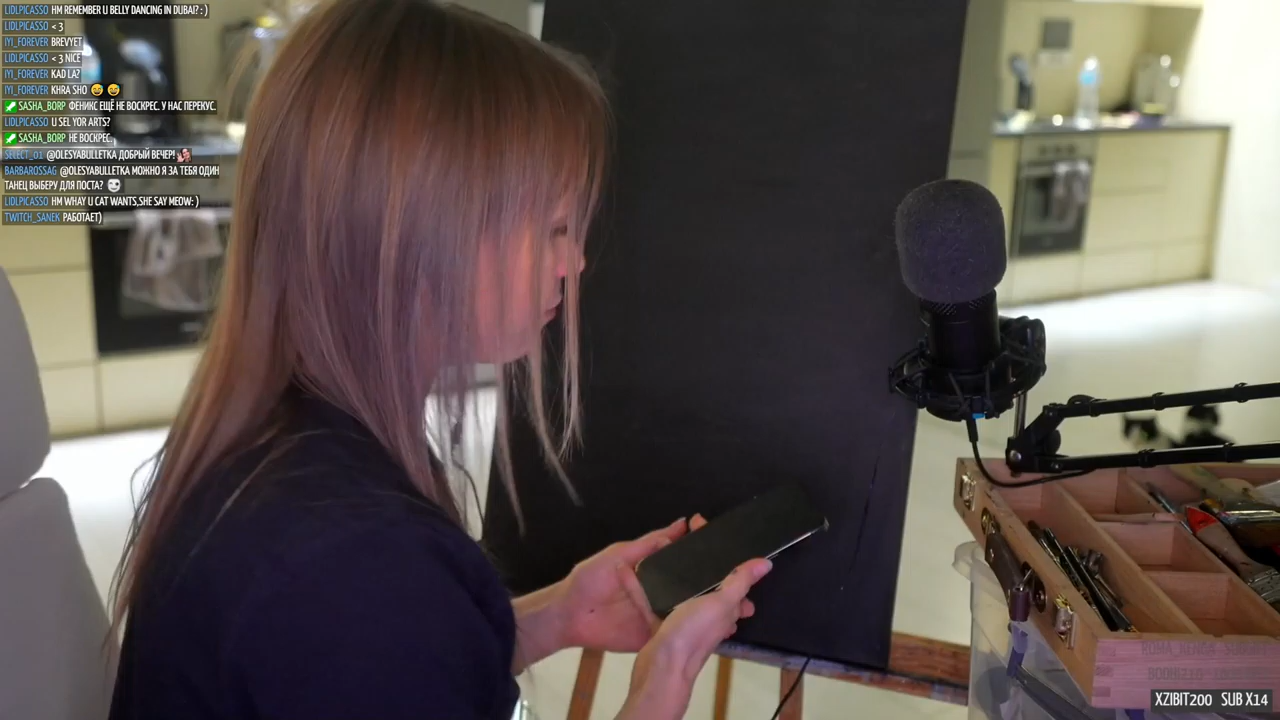 LIDLPICASSO HM REMEMBER U BELLY DANCING IN DUBAI? : )
LIDLPICASSO < 3
IYI_FOREVER BREVYET
LIDLPICASSO < 3 NICE
IYI_FOREVER KAD LA?
IYI_FOREVER KHRA SHO 😅 😅
SASHA_BORP ФЕНИКС ЕЩЁ НЕ ВОСКРЕС. У НАС ПЕРЕКУС.
LIDLPICASSO U SEL YOR ARTS?
SASHA_BORP НЕ ВОСКРЕС.
SELECT_01 @OLESYABULLETKA ДОБРЫЙ ВЕЧЕР!
BARBAROSSAG @OLESYABULLETKA МОЖНО Я ЗА ТЕБЯ ОДИН
ТАНЕЦ ВЫБЕРУ ДЛЯ ПОСТА?
LIDLPICASSO HM WHAY U CAT WANTS,SHE SAY MEOW: )
TWITCH_SANEK РАБОТАЕТ)
XZIBIT200 SUB X14